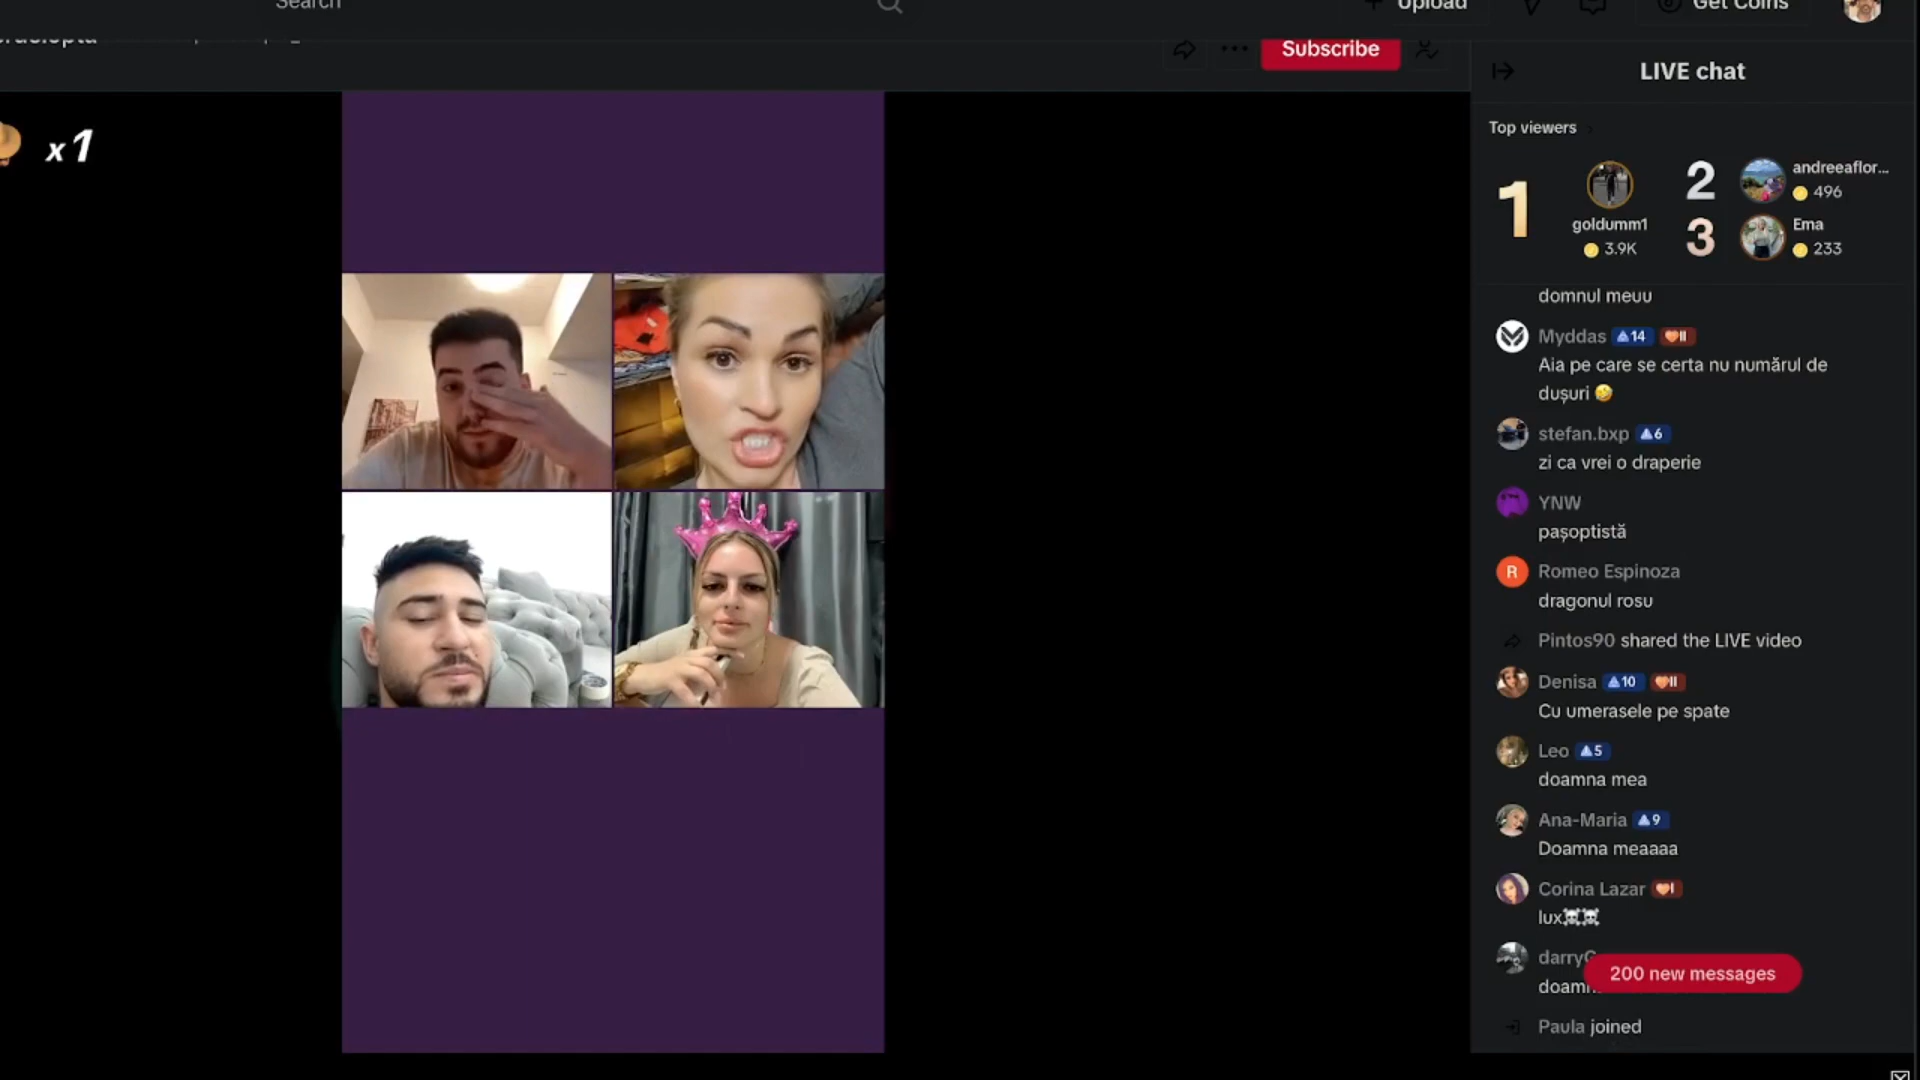 Search
Upload
Get Coins
Subscribe
LIVE chat
x1
Top viewers
1
goldumm1
3.9K
2
andreeaflor...
496
3
Ema
233
domnul meuu
Myddas 14 II
Aia pe care se certa nu numărul de
dușuri 🤣
stefan.bxp 6
zi ca vrei o draperie
YNW
pașoptistă
R
Romeo Espinoza
dragonul rosu
Pintos90 shared the LIVE video
Denisa 10 II
Cu umerasele pe spate
Leo 5
doamna mea
Ana-Maria 9
Doamna meaaaa
Corina Lazar I
lux☠️☠️
200 new messages
Paula joined